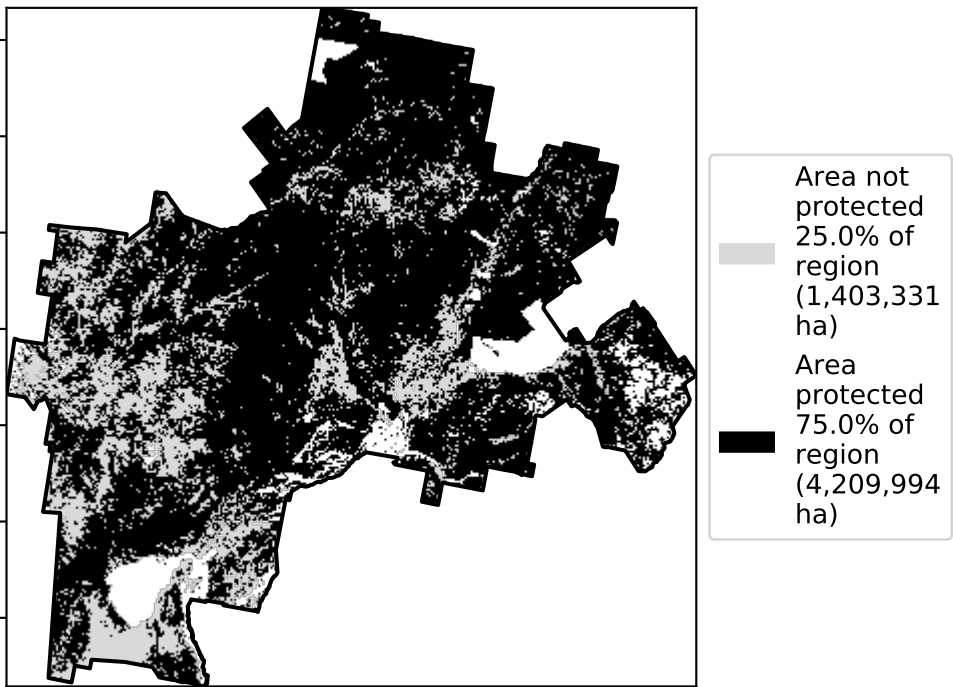 Area not
protected
25.0% of
region
(1,403,331
ha)
Area
protected
75.0% of
region
(4,209,994
ha)